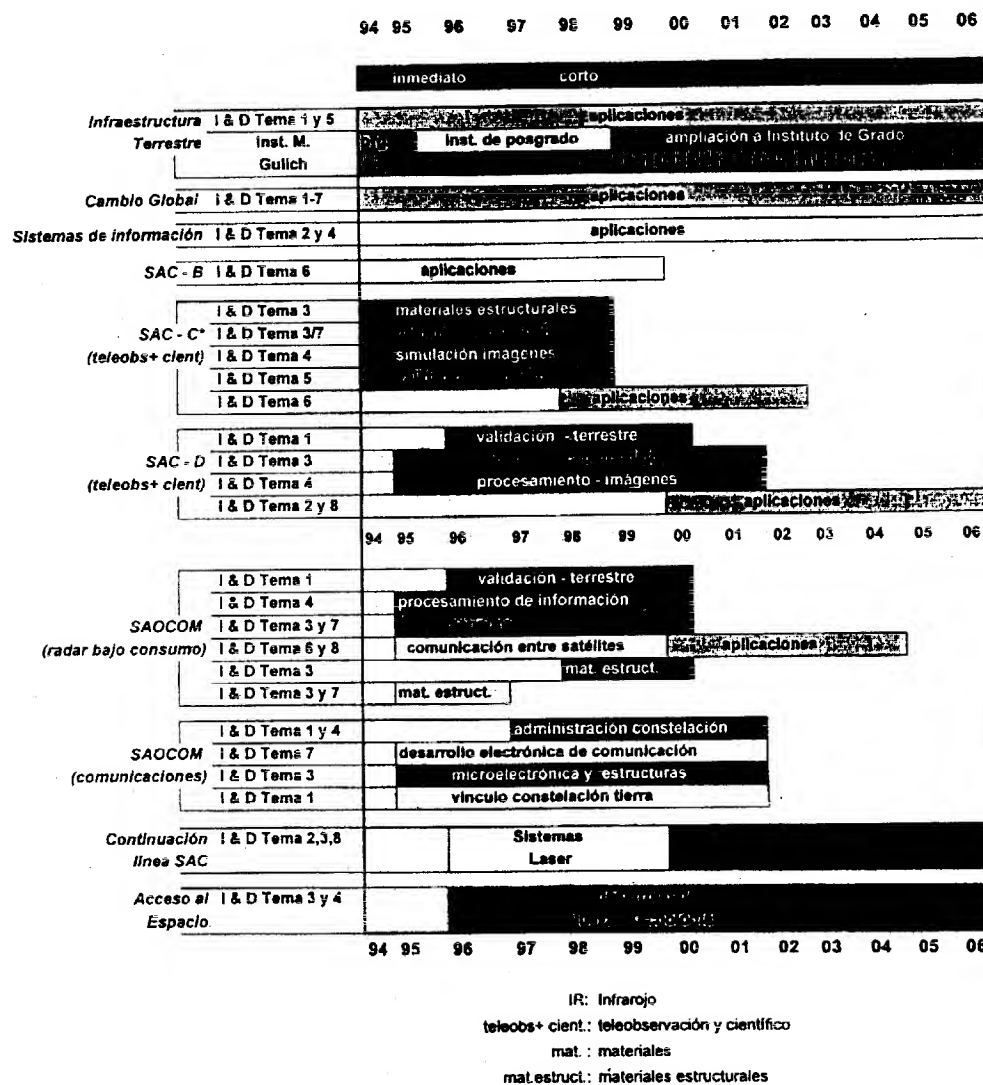 94 95 96 97 98 99 00 01 02 03 04 05 06
inmediato corto
Infraestructura I & D Tema 1 y 5 aplicaciones
Terrestre Inst. M. Inst. de posgrado ampliación a Instituto de Grado
Gulich
Cambio Global I & D Tema 1-7 aplicaciones
Sistemas de información I & D Tema 2 y 4 aplicaciones
SAC - B I & D Tema 6 aplicaciones
I & D Tema 3 materiales estructurales
SAC - C* I & D Tema 3/7
(teleobs+ cient) I & D Tema 4 simulación imagenes
I & D Tema 5
I & D Tema 6 aplicaciones
I & D Tema 1 validación - terrestre
SAC - D I & D Tema 3
(teleobs+ cient) I & D Tema 4 procesamiento - imágenes
I & D Tema 2 y 8 aplicaciones
94 95 96 97 98 99 00 01 02 03 04 05 06
I & D Tema 1 validación - terrestre
I & D Tema 4 procesamiento de información
SAOCOM I & D Tema 3 y 7
(radar bajo consumo) I & D Tema 6 y 8 comunicación entre satélites aplicaciones
I & D Tema 3 mat. estruct.
I & D Tema 3 y 7 mat. estruct.
I & D Tema 1 y 4 administración constelación
SAOCOM I & D Tema 7 desarrollo electrónica de comunicación
(comunicaciones) I & D Tema 3 microelectrónica y estructuras
I & D Tema 1 vinculo constelación tierra
Continuación I & D Tema 2,3,8 Sistemas
línea SAC Laser
Acceso al I & D Tema 3 y 4
Espacio
94 95 96 97 98 99 00 01 02 03 04 05 06
IR: Infrarojo
teleobs+ cient.: teleobservación y científico
mat. : materiales
mat.estruct.: materiales estructurales